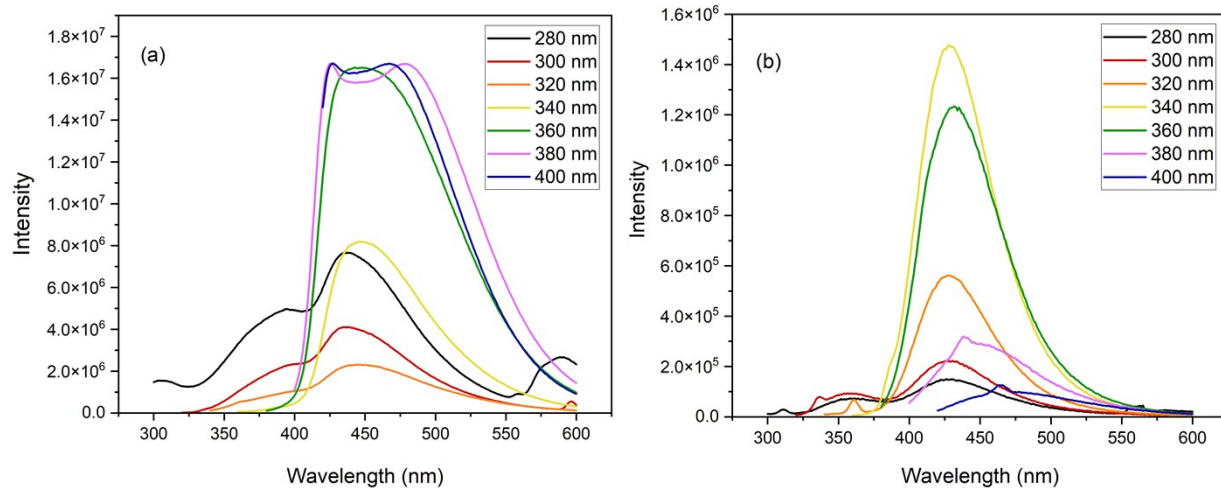 (a)
280 nm
300 nm
320 nm
340 nm
360 nm
380 nm
400 nm
Intensity
1.8×10⁷
1.6×10⁷
1.4×10⁷
1.2×10⁷
1.0×10⁷
8.0×10⁶
6.0×10⁶
4.0×10⁶
2.0×10⁶
0.0
300 350 400 450 500 550 600
Wavelength (nm)
(b)
280 nm
300 nm
320 nm
340 nm
360 nm
380 nm
400 nm
Intensity
1.6×10⁶
1.4×10⁶
1.2×10⁶
1.0×10⁶
8.0×10⁵
6.0×10⁵
4.0×10⁵
2.0×10⁵
0.0
300 350 400 450 500 550 600
Wavelength (nm)